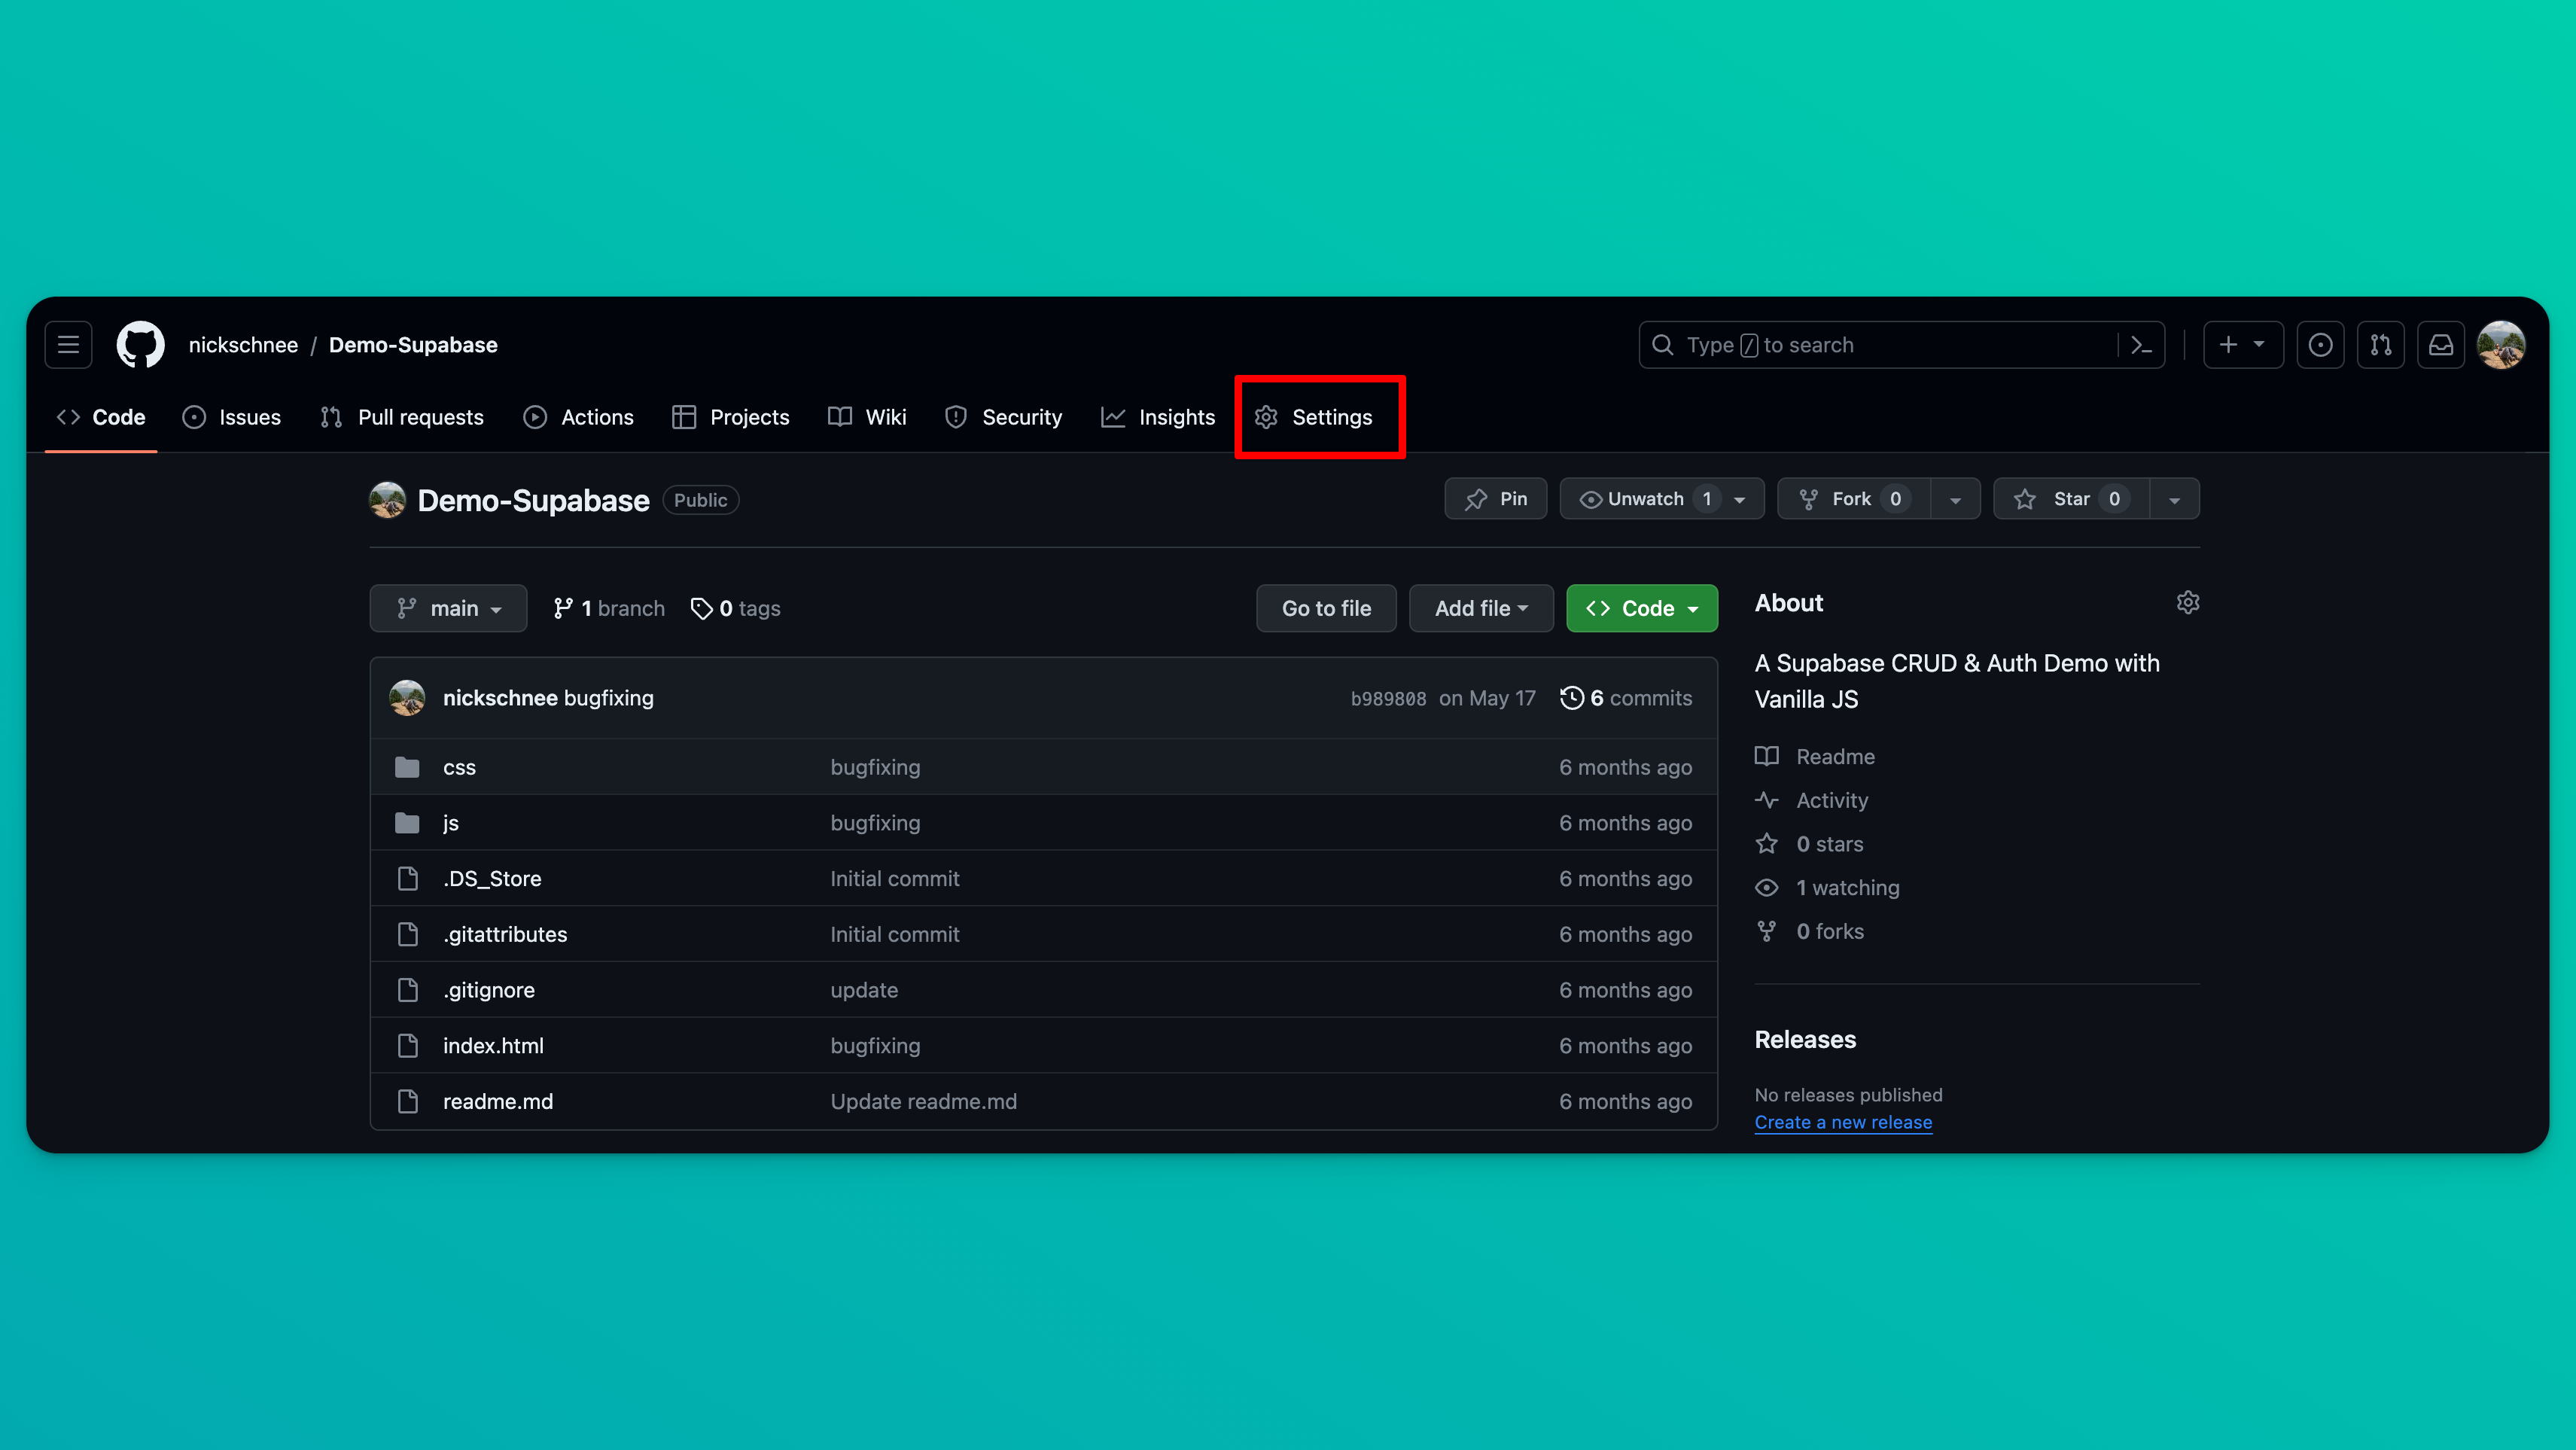 nickschnee / Demo-Supabase
Type / to search
Code Issues Pull requests Actions Projects Wiki Security Insights Settings
Demo-Supabase Public
Pin Unwatch 1 Fork 0 Star 0
main 1 branch 0 tags
Go to file Add file Code
nickschnee bugfixing b989808 on May 17 6 commits
css bugfixing 6 months ago
js bugfixing 6 months ago
.DS_Store Initial commit 6 months ago
.gitattributes Initial commit 6 months ago
.gitignore update 6 months ago
index.html bugfixing 6 months ago
readme.md Update readme.md 6 months ago
About
A Supabase CRUD & Auth Demo with
Vanilla JS
Readme
Activity
0 stars
1 watching
0 forks
Releases
No releases published
Create a new release